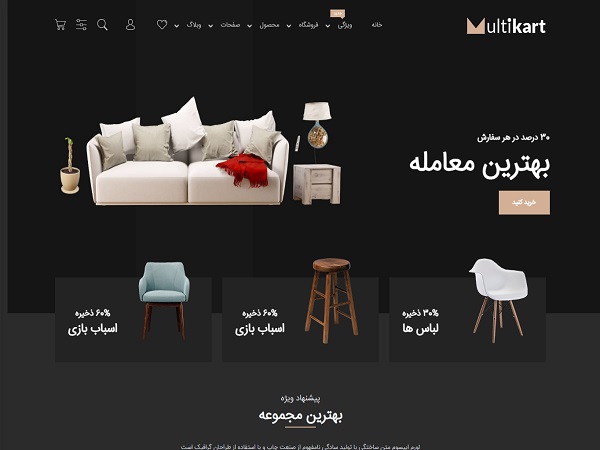 Multikart
جدید
خانه
ویژگی
فروشگاه
محصول
صفحات
وبلاگ
۳۰ درصد در هر سفارش
بهترین معامله
خرید کنید
۳۰% ذخیره
لباس ها
۶۰% ذخیره
اسباب بازی
۶۰% ذخیره
اسباب بازی
پیشنهاد ویژه
بهترین مجموعه
لورم ایپسوم متن ساختگی با تولید سادگی نامفهوم از صنعت چاپ و با استفاده از طراحان گرافیک است